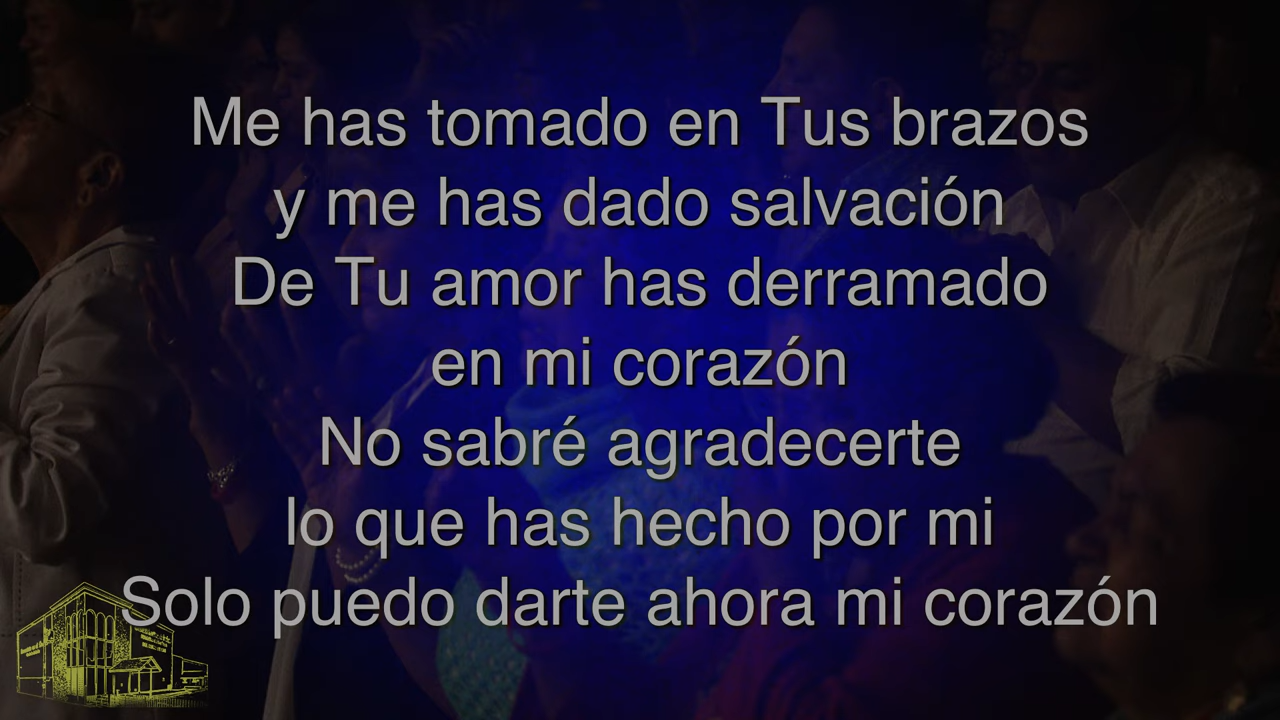 Me has tomado en Tus brazos
y me has dado salvación
De Tu amor has derramado
en mi corazón
No sabré agradecerte
lo que has hecho por mi
Solo puedo darte ahora mi corazón